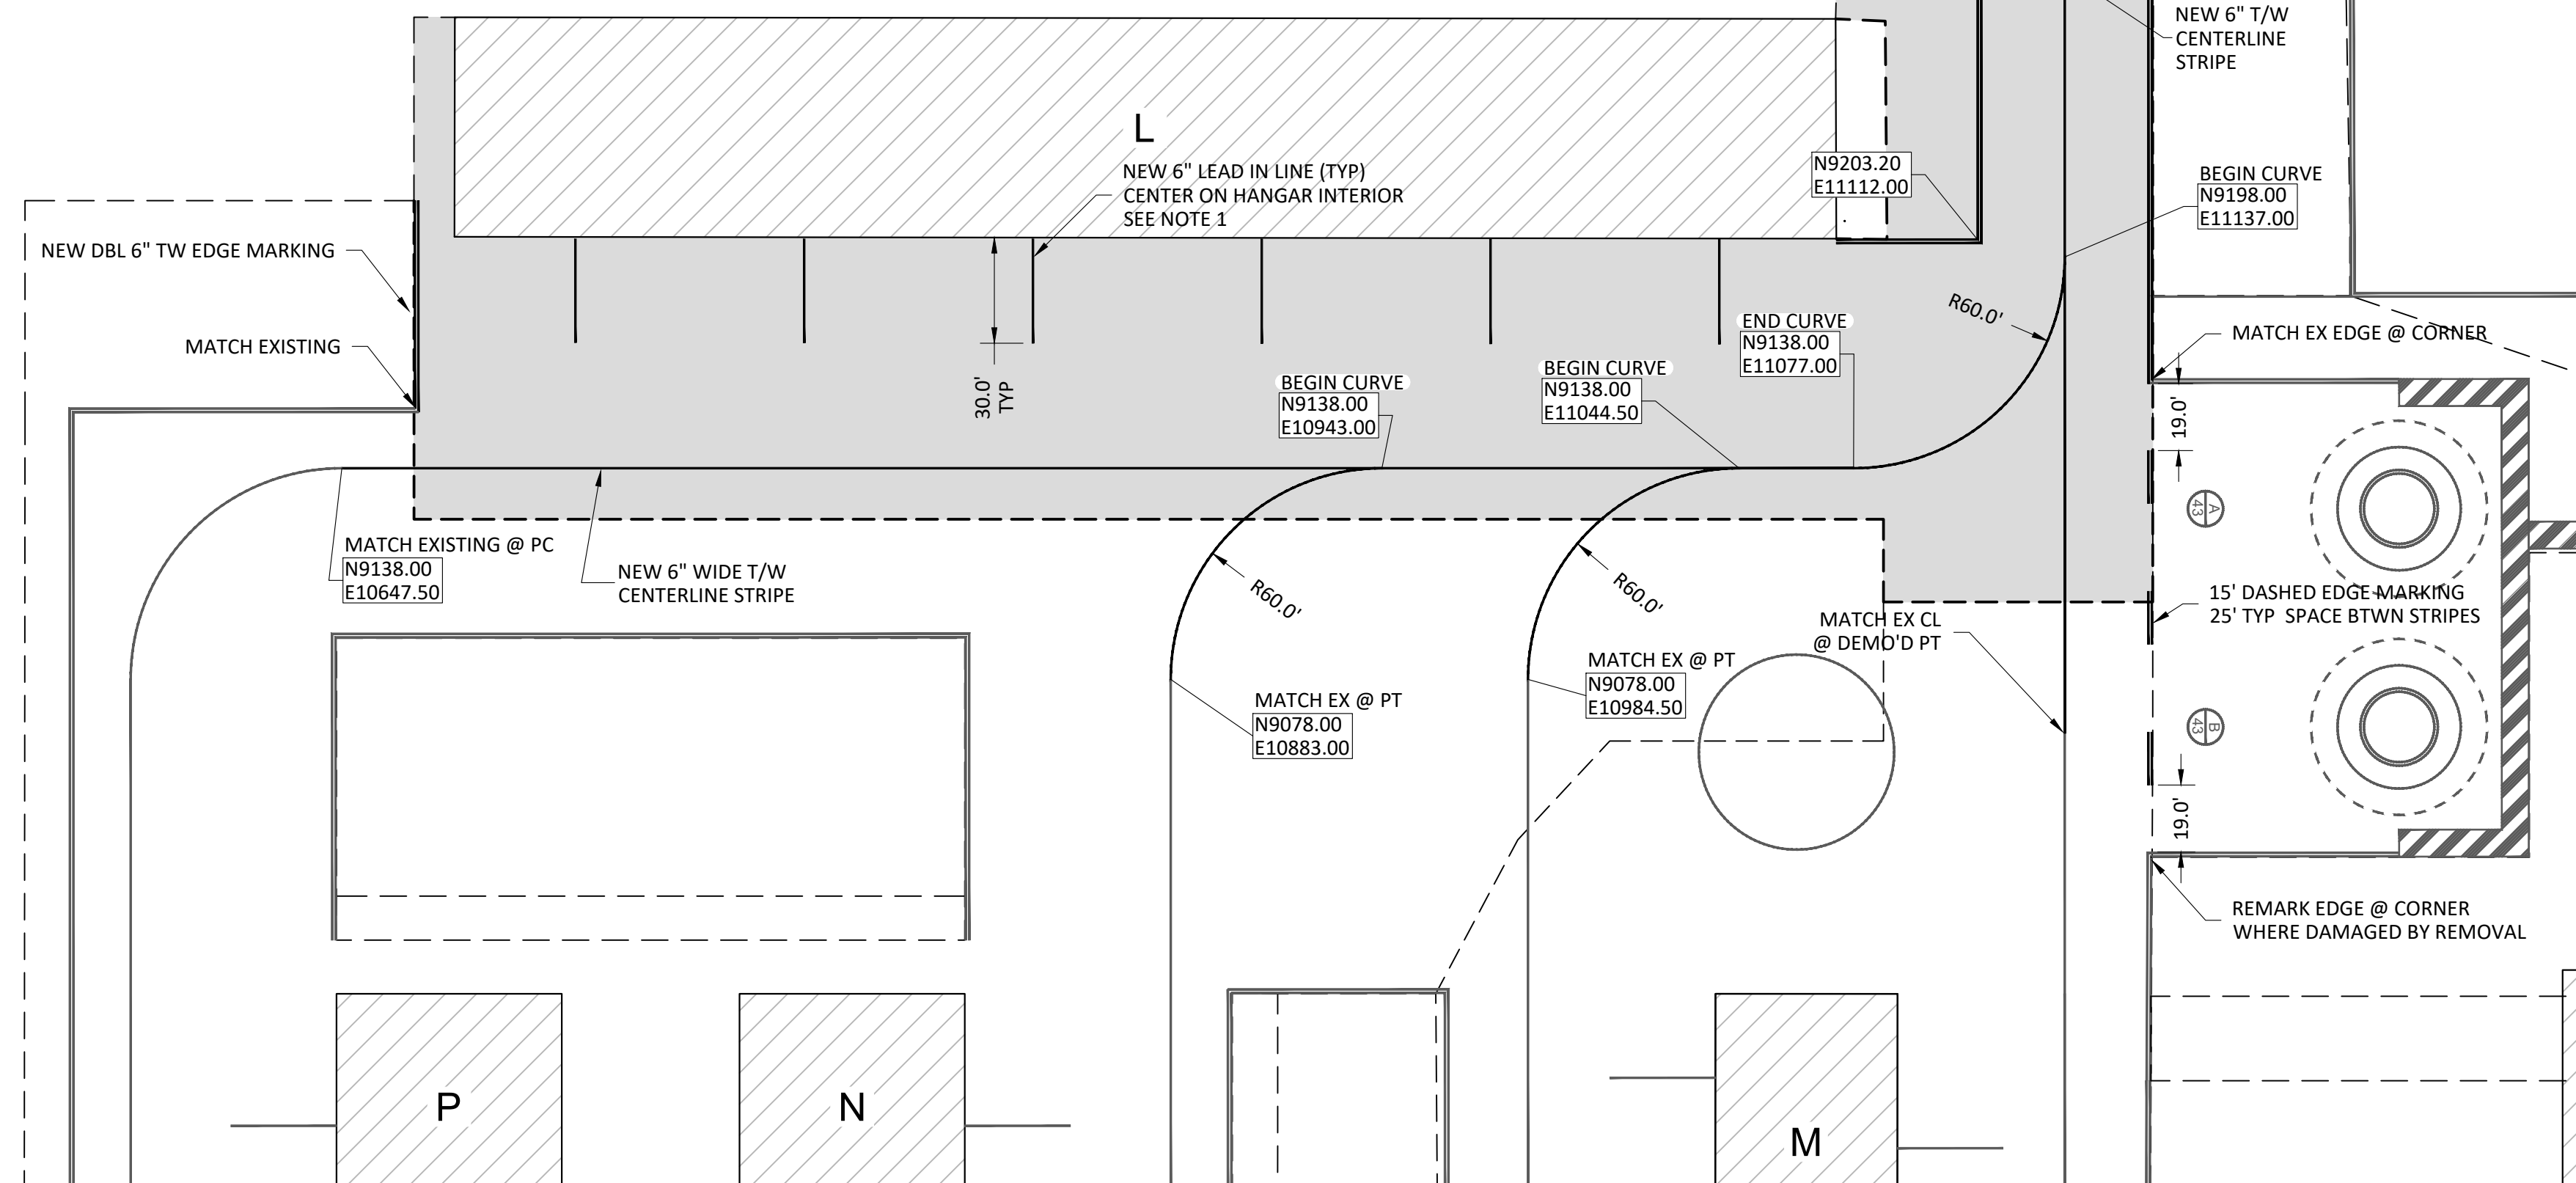 NEW 6" T/W
CENTERLINE
STRIPE
L
NEW 6" LEAD IN LINE (TYP)
CENTER ON HANGAR INTERIOR
SEE NOTE 1
N9203.20
E11112.00
BEGIN CURVE
N9198.00
E11137.00
NEW DBL 6" TW EDGE MARKING
MATCH EXISTING
30.0'
TYP
BEGIN CURVE
N9138.00
E10943.00
BEGIN CURVE
N9138.00
E11044.50
END CURVE
N9138.00
E11077.00
R60.0'
MATCH EX EDGE @ CORNER
19.0'
A
43
MATCH EXISTING @ PC
N9138.00
E10647.50
NEW 6" WIDE T/W
CENTERLINE STRIPE
R60.0'
R60.0'
15' DASHED EDGE MARKING
25' TYP SPACE BTWN STRIPES
MATCH EX CL
@ DEMO'D PT
MATCH EX @ PT
N9078.00
E10883.00
MATCH EX @ PT
N9078.00
E10984.50
B
43
19.0'
REMARK EDGE @ CORNER
WHERE DAMAGED BY REMOVAL
P
N
M